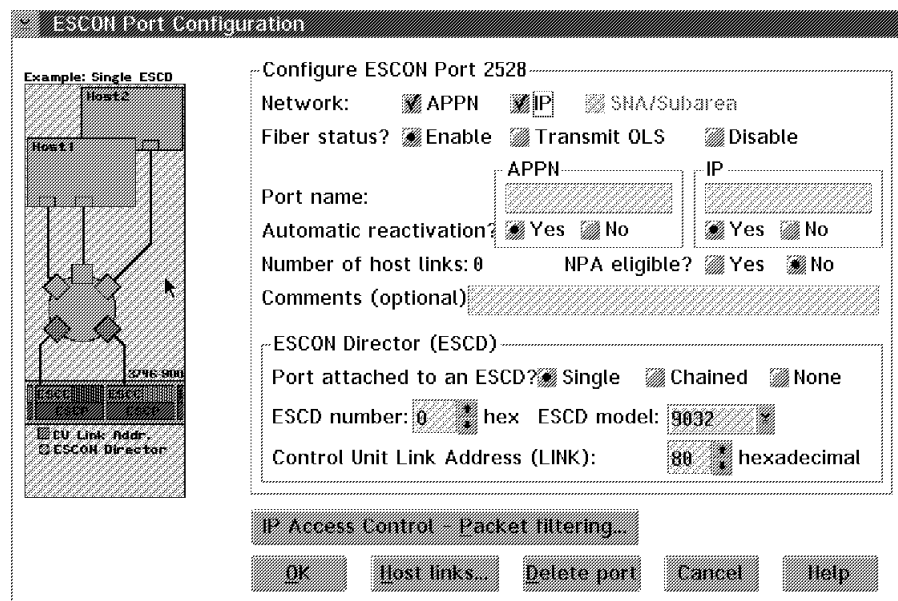 ESCON Port Configuration
Example: Single ESCD
Host2
Host1
3746-900
ESCC ESCC
ESCP ESCP
CU Link Addr.
ESCON Director
Configure ESCON Port 2528
Network: APPN IP SNA/Subarea
Fiber status? Enable Transmit OLS Disable
APPN IP
Port name:
Automatic reactivation? Yes No Yes No
Number of host links: 0 NPA eligible? Yes No
Comments (optional)
ESCON Director (ESCD)
Port attached to an ESCD? Single Chained None
ESCD number: 0 hex ESCD model: 9032
Control Unit Link Address (LINK): 80 hexadecimal
IP Access Control - Packet filtering...
OK Host links... Delete port Cancel Help